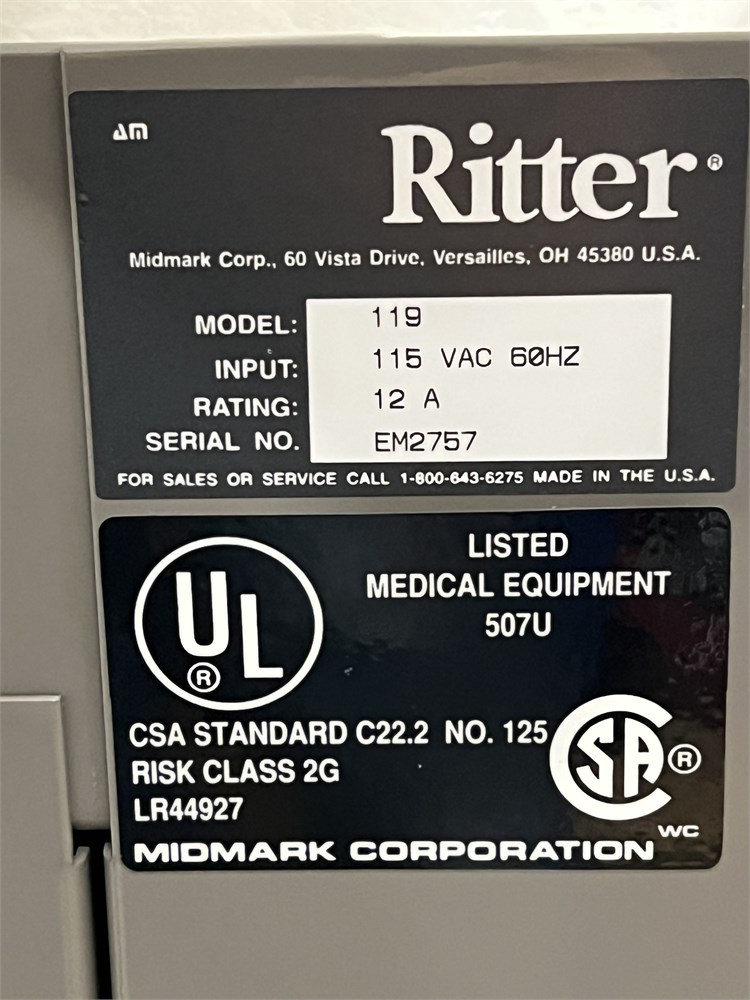 AM
Ritter®
Midmark Corp., 60 Vista Drive, Versailles, OH 45380 U.S.A.
MODEL: 119
INPUT: 115 VAC 60HZ
RATING: 12 A
SERIAL NO. EM2757
FOR SALES OR SERVICE CALL 1-800-643-6275 MADE IN THE U.S.A.
UL®
LISTED
MEDICAL EQUIPMENT
507U
CSA STANDARD C22.2 NO. 125
RISK CLASS 2G
LR44927
CSA®
WC
MIDMARK CORPORATION